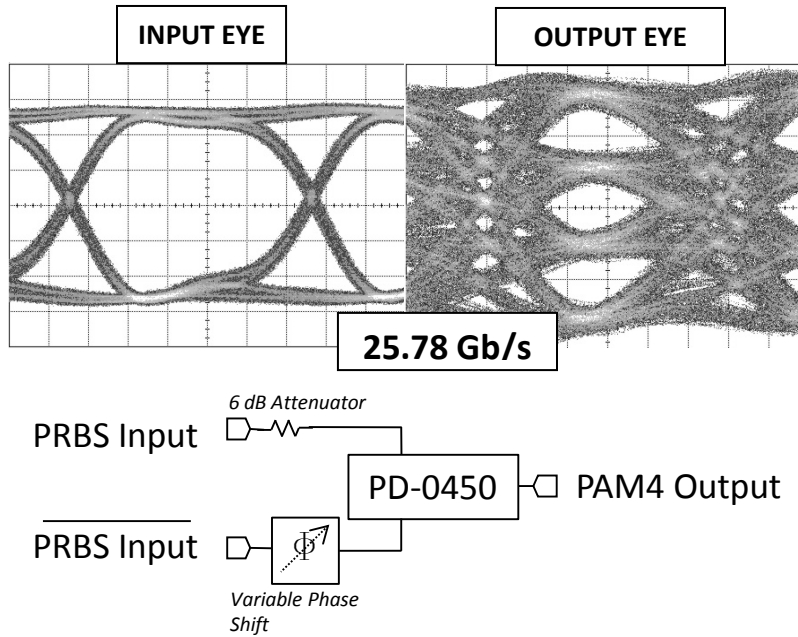 INPUT EYE
OUTPUT EYE
25.78 Gb/s
6 dB Attenuator
PRBS Input
PD-0450
PAM4 Output
PRBS Input
Φ
Variable Phase
Shift